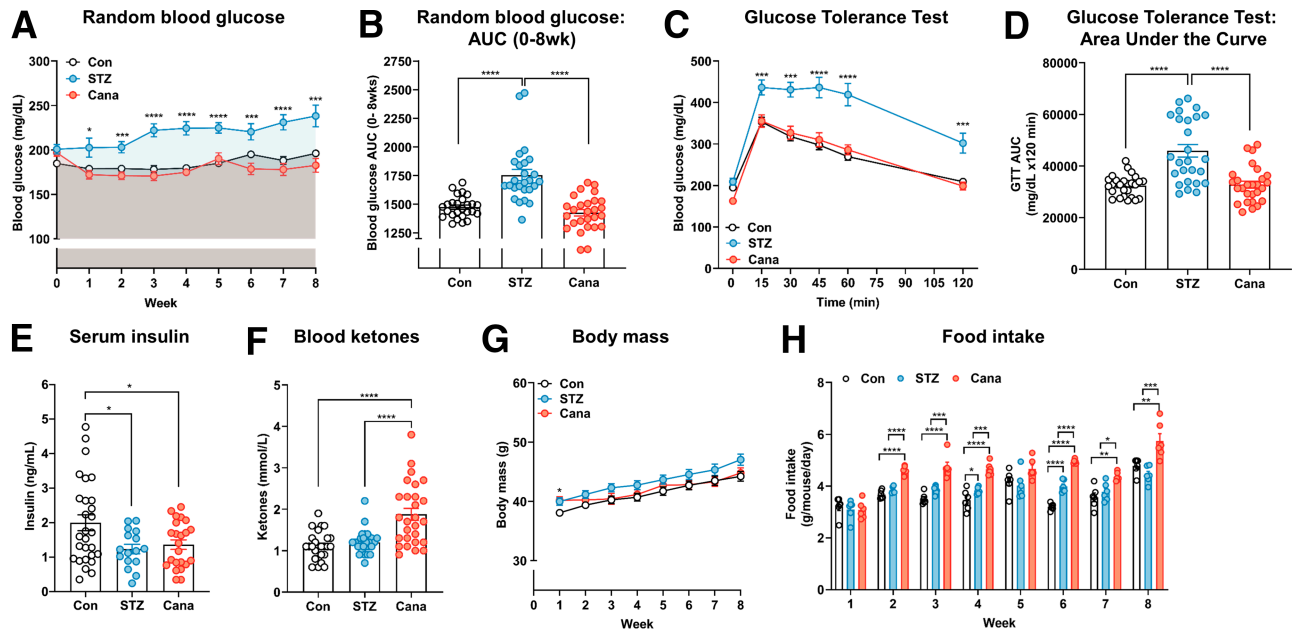 A
Random blood glucose
Blood glucose (mg/dL)
300
250
200
150
100
0
Con
STZ
Cana
*
***
****
****
****
***
****
***
0 1 2 3 4 5 6 7 8
Week
B
Random blood glucose:
AUC (0-8wk)
Blood glucose AUC (0- 8wks)
2750
2500
2250
2000
1750
1500
1250
****
****
Con STZ Cana
C
Glucose Tolerance Test
Blood glucose (mg/dL)
500
400
300
200
100
0
***
***
****
****
***
Con
STZ
Cana
0 15 30 45 60 75 90 105 120
Time (min)
D
Glucose Tolerance Test:
Area Under the Curve
GTT AUC
(mg/dL x120 min)
80000
60000
40000
20000
0
****
****
Con STZ Cana
E
Serum insulin
Insulin (ng/mL)
6
5
4
3
2
1
0
*
*
Con STZ Cana
F
Blood ketones
Ketones (mmol/L)
5
4
3
2
1
0
****
****
Con STZ Cana
G
Body mass
Body mass (g)
60
50
40
30
Con
STZ
Cana
*
0 1 2 3 4 5 6 7 8
Week
H
Food intake
Food intake
(g/mouse/day)
8
6
4
2
0
Con STZ Cana
****
****
***
****
***
****
*
****
****
****
*
**
***
**
1 2 3 4 5 6 7 8
Week